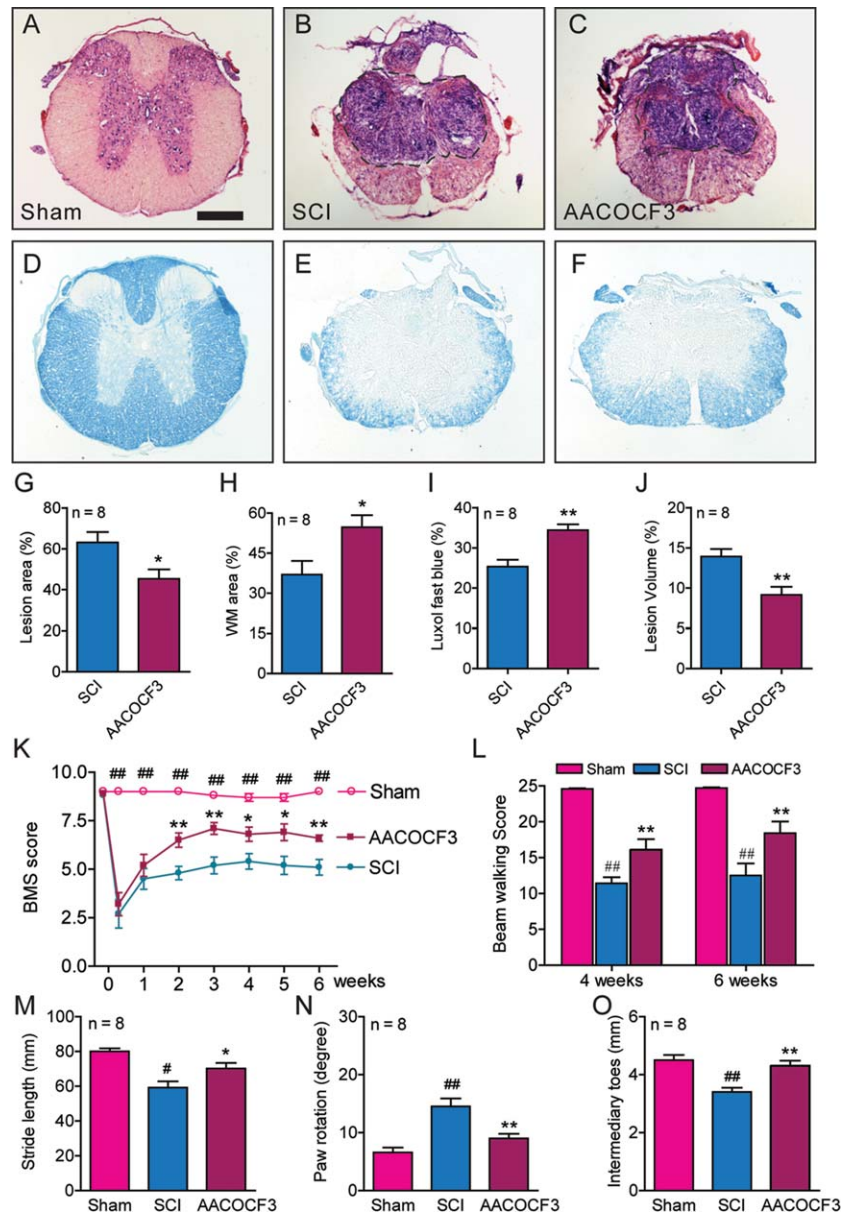 A
B
C
Sham
SCI
AACOCF3
D
E
F
G
H
I
J
n = 8
80
60
40
20
0
Lesion area (%)
*
SCI
AACOCF3
n = 8
60
45
30
15
0
WM area (%)
*
SCI
AACOCF3
n = 8
40
30
20
10
0
Luxol fast blue (%)
**
SCI
AACOCF3
n = 8
20
15
10
5
0
Lesion Volume (%)
**
SCI
AACOCF3
K
## ## ## ## ## ## ##
9.0
7.5
5.0
2.5
0.0
BMS score
Sham
AACOCF3
SCI
** ** * * **
0 1 2 3 4 5 6 weeks
L
Sham SCI AACOCF3
25
20
15
10
5
0
Beam walking Score
## ** ## **
4 weeks 6 weeks
M
n = 8
100
80
60
40
20
0
Stride length (mm)
# *
Sham SCI AACOCF3
N
n = 8
30
20
10
0
Paw rotation (degree)
## **
Sham SCI AACOCF3
O
n = 8
6
4
2
0
Intermediary toes (mm)
## **
Sham SCI AACOCF3